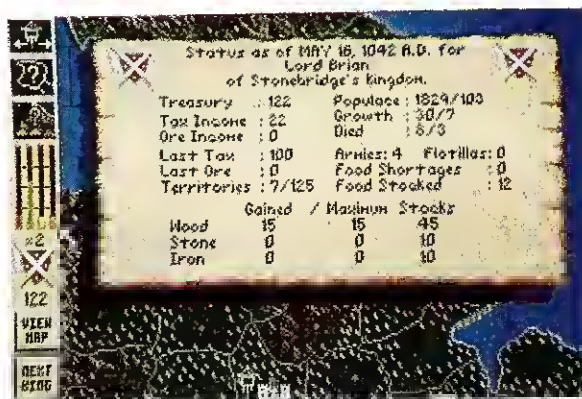 Status as of MAY 16, 1042 A.D. for
Lord Brian
of Stonebridge's Kingdom.
Treasury : 122 Populace : 1829/103
Tax Income : 22 Growth : 30/7
Ore Income : 0 Died : 8/3
Last Tax : 100 Armies: 4 Flotillas: 0
Last Ore : 0 Food Shortages : 0
Territories : 7/125 Food Stocked : 12
Gained / Maximum Stocks
Wood 15 15 45
Stone 0 0 10
Iron 0 0 10
x2
122
VIEW
MAP
NEXT
KING